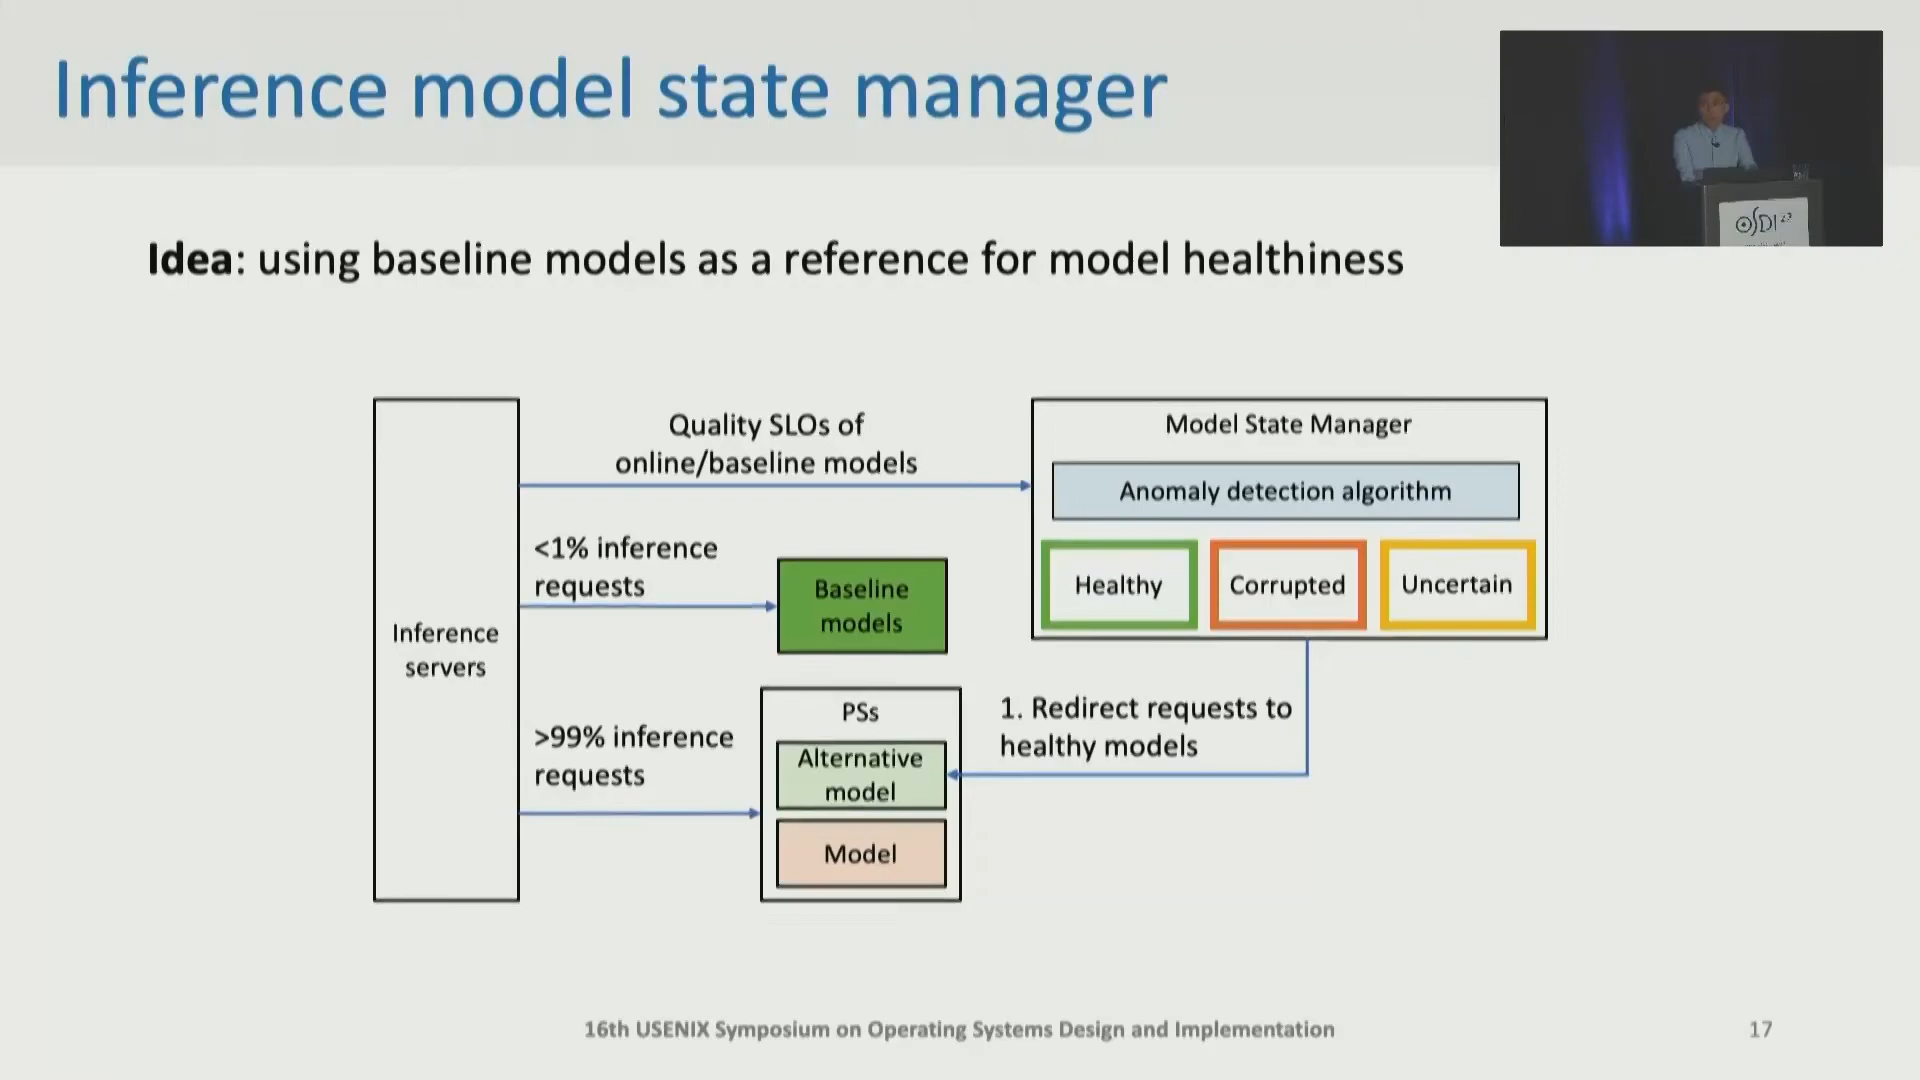 Inference model state manager
OSDI '22
Idea: using baseline models as a reference for model healthiness
Quality SLOs of
online/baseline models
Model State Manager
Anomaly detection algorithm
Healthy
Corrupted
Uncertain
<1% inference
requests
Baseline
models
Inference
servers
>99% inference
requests
PSs
Alternative
model
Model
1. Redirect requests to
healthy models
16th USENIX Symposium on Operating Systems Design and Implementation
17